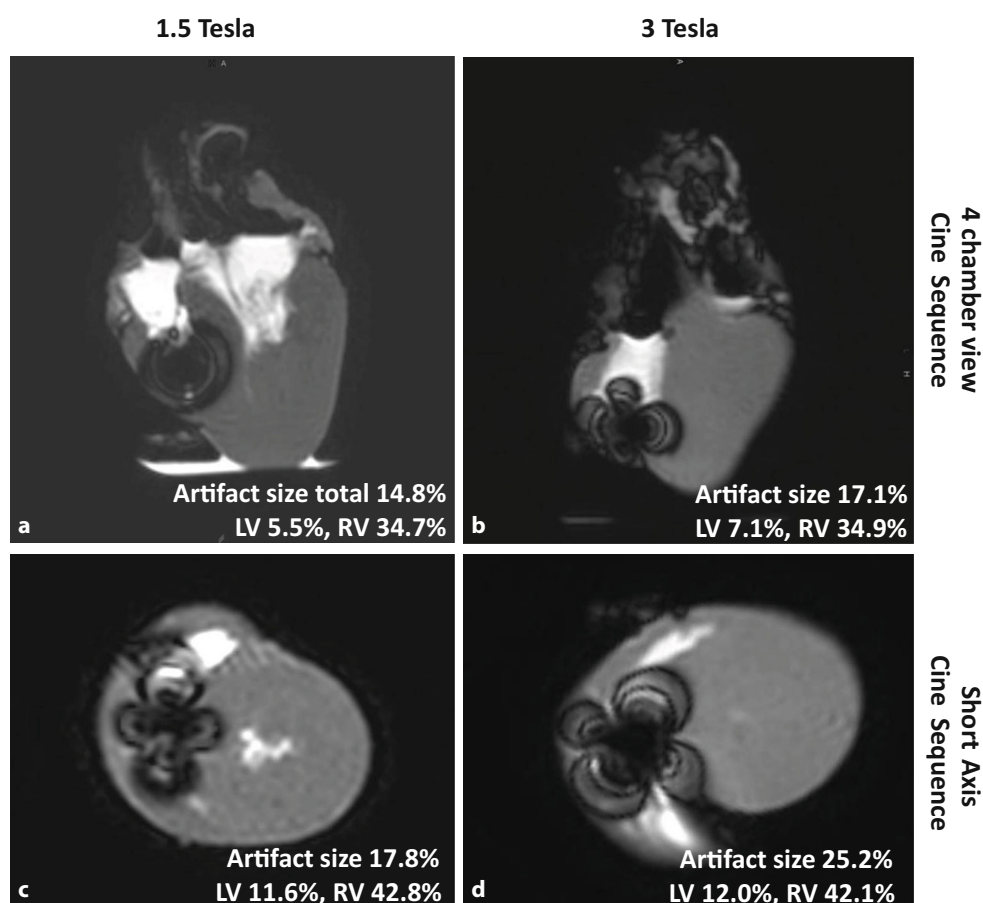 1.5 Tesla
3 Tesla
A
A
Artifact size total 14.8%
LV 5.5%, RV 34.7%
a
Artifact size 17.1%
LV 7.1%, RV 34.9%
b
H
4 chamber view
Cine Sequence
Artifact size 17.8%
LV 11.6%, RV 42.8%
c
Artifact size 25.2%
LV 12.0%, RV 42.1%
d
Short Axis
Cine Sequence